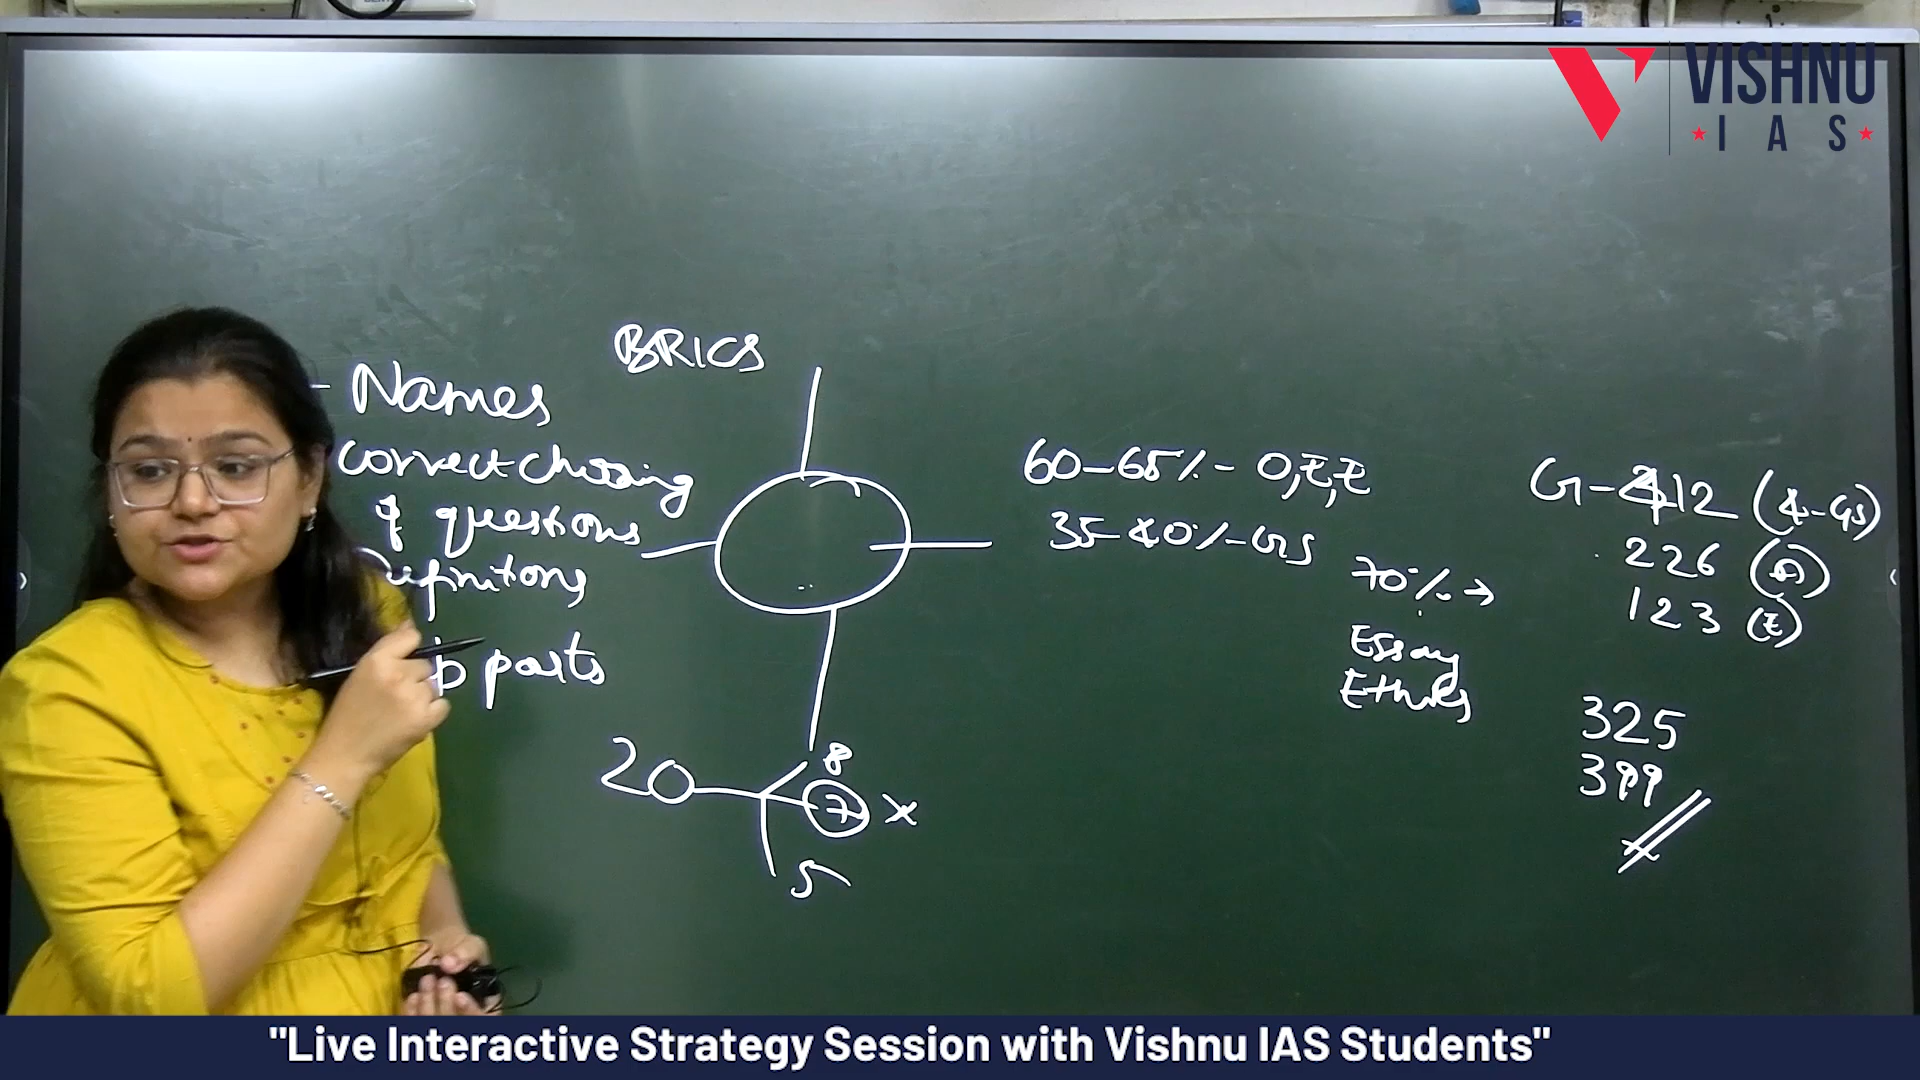 VISHNU
IAS
BRICS
- Names
Correct Choosing
of questions
Definitions
parts
20
8
7 x
5
60-65% - O,E,E
35-40% - GS
70% →
Essay
Ethics
G-412 (4-GS)
226 (O)
123 (E)
325
399
"Live Interactive Strategy Session with Vishnu IAS Students"